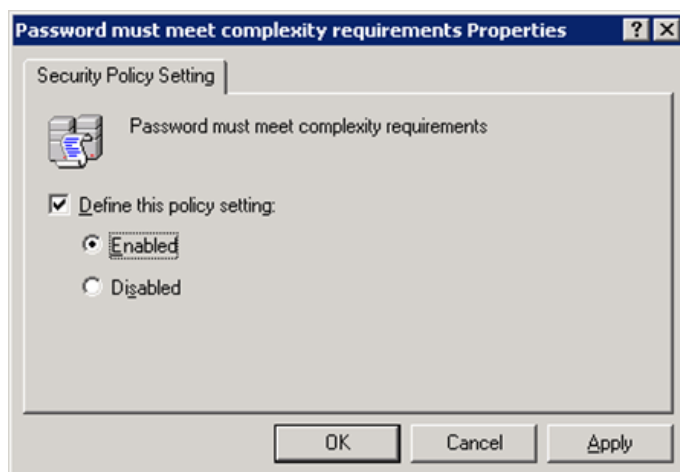 Password must meet complexity requirements Properties
Security Policy Setting
Password must meet complexity requirements
Define this policy setting:
Enabled
Disabled
OK Cancel Apply